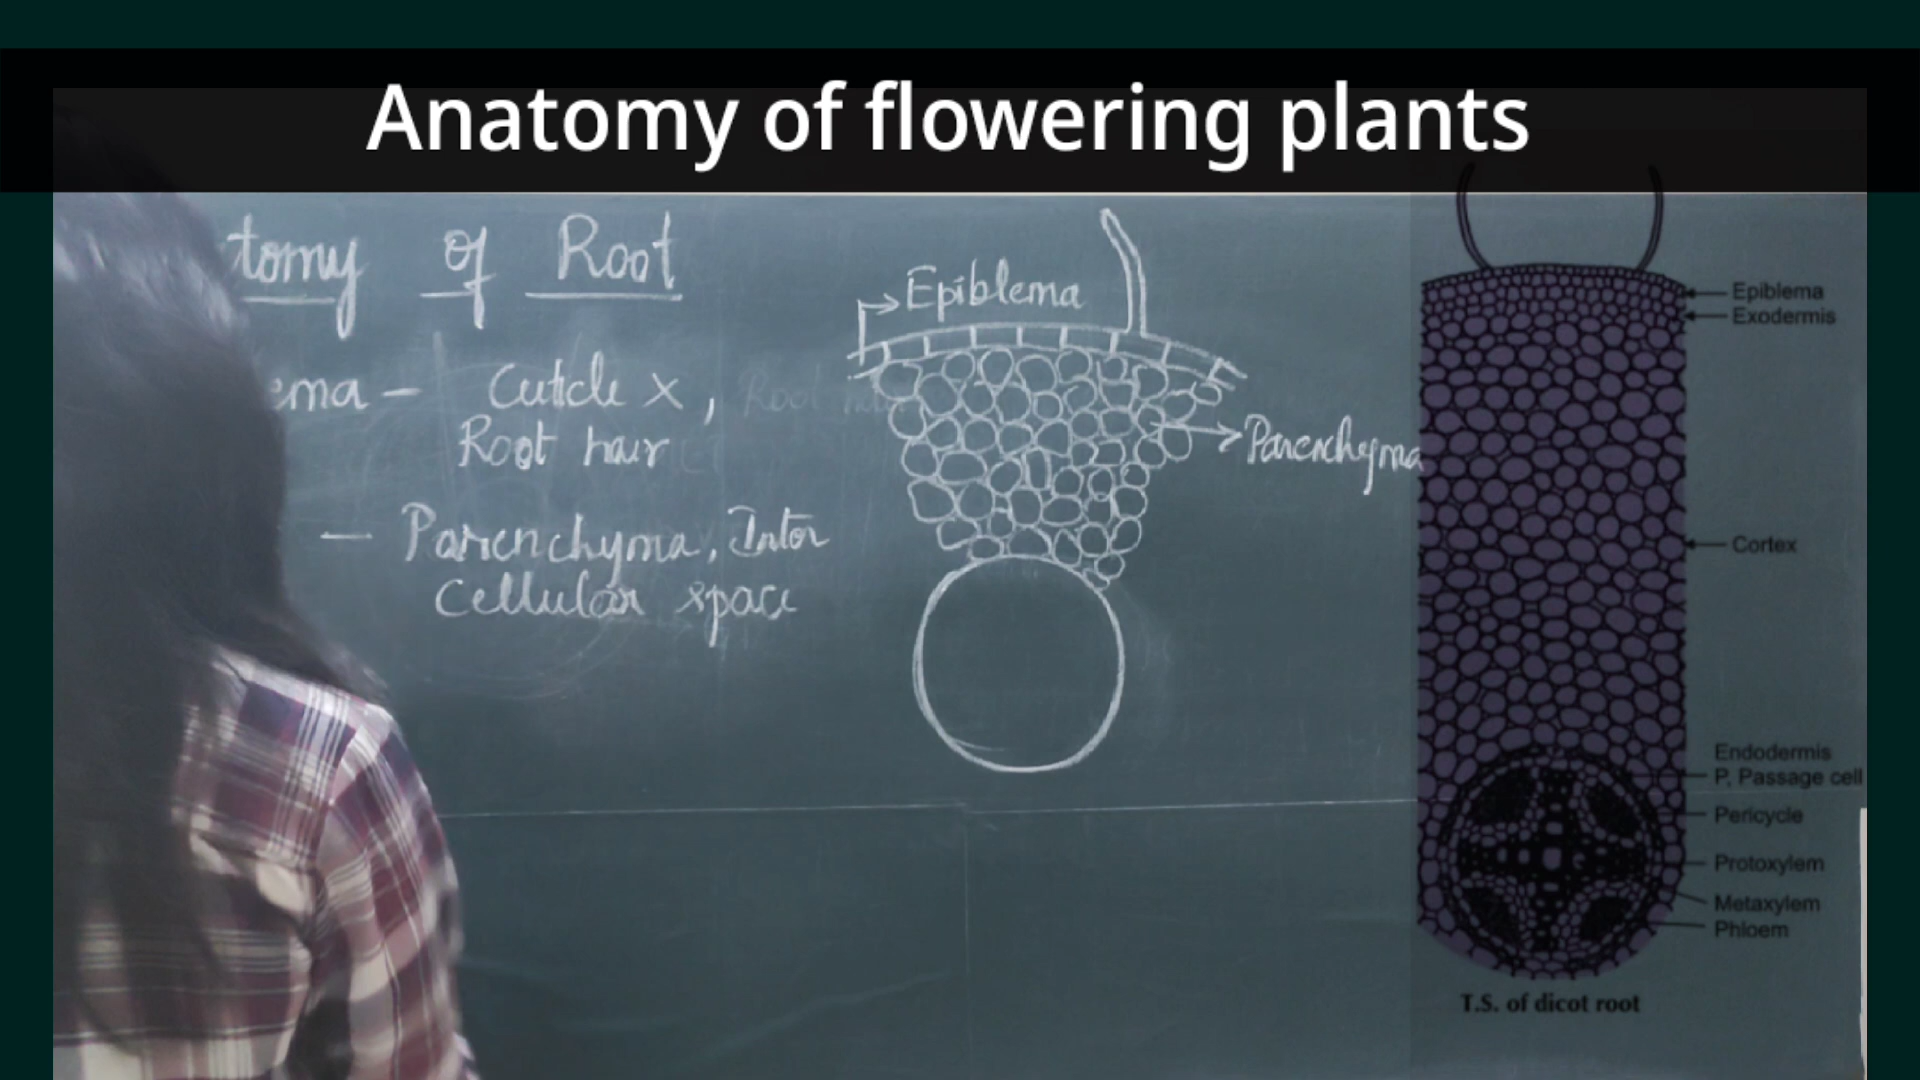 Anatomy of flowering plants
tomy of Root
ema - Cutcle x,
Root hair
- Parenchyma, Inter
Cellular space
Epiblema
Parenchyma
Epiblema
Exodermis
Cortex
Endodermis
P. Passage cell
Pericycle
Protoxylem
Metaxylem
Phloem
T.S. of dicot root